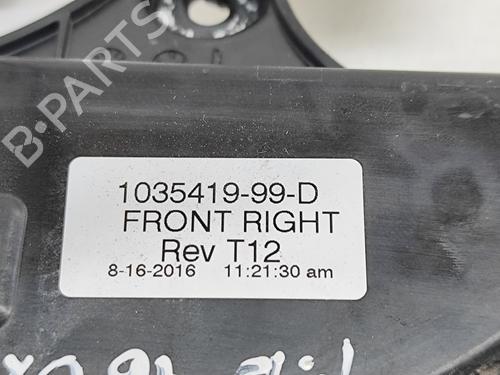 B-PARTS
1035419-99-D
FRONT RIGHT
Rev T12
8-16-2016 11:21:30 am